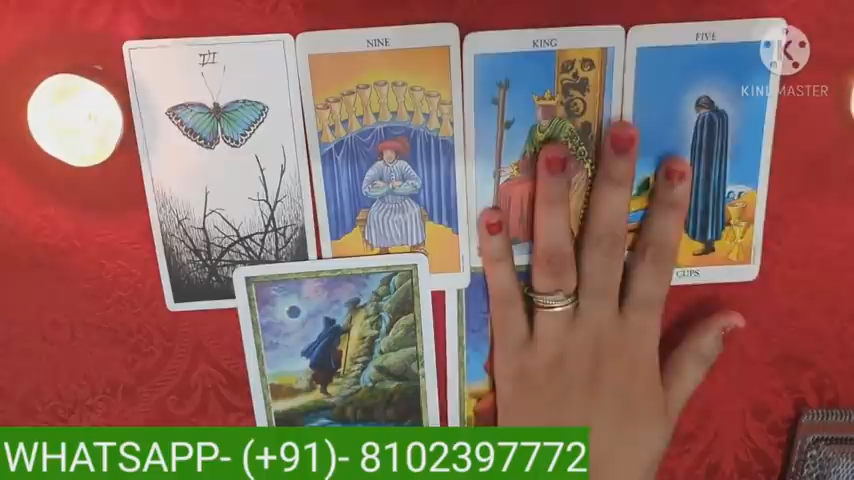 NINE
KING
FIVE
KINEMASTER
CUPS
WHATSAPP- (+91)- 8102397772